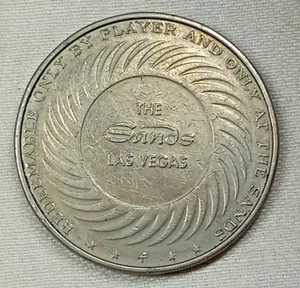 REDEEMABLE ONLY BY PLAYER AND ONLY AT THE SANDS
THE
Sands
LAS VEGAS